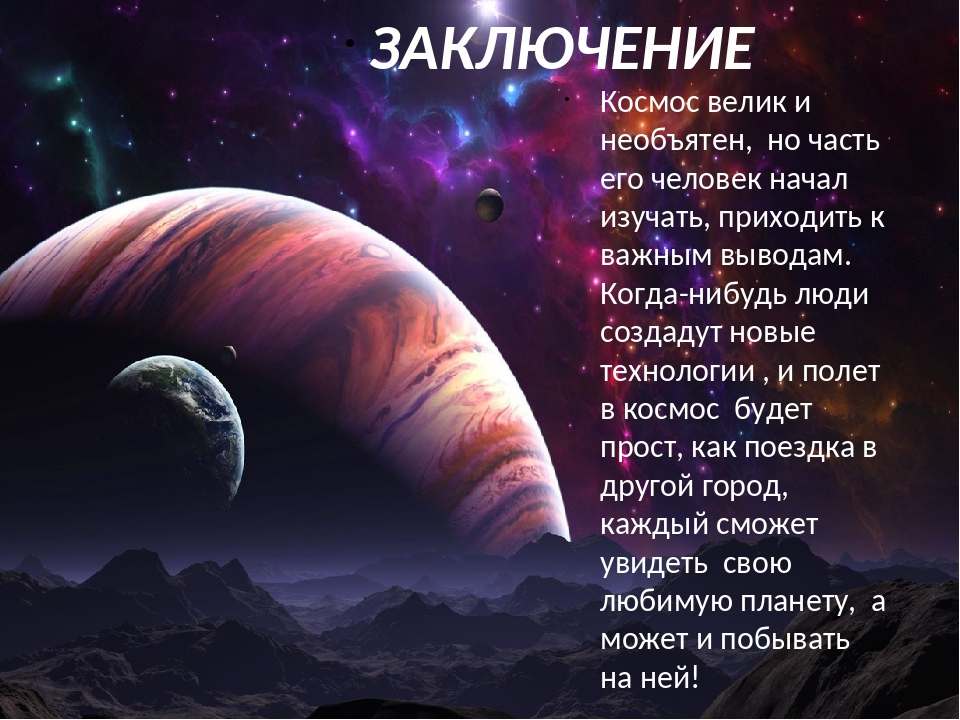 ЗАКЛЮЧЕНИЕ
Космос велик и
необъятен,  но часть
его человек начал
изучать, приходить к
важным выводам.
Когда-нибудь люди
создадут новые
технологии , и полет
в космос  будет
прост, как поездка в
другой город,
каждый сможет
увидеть  свою
любимую планету,  а
может и побывать
на ней!